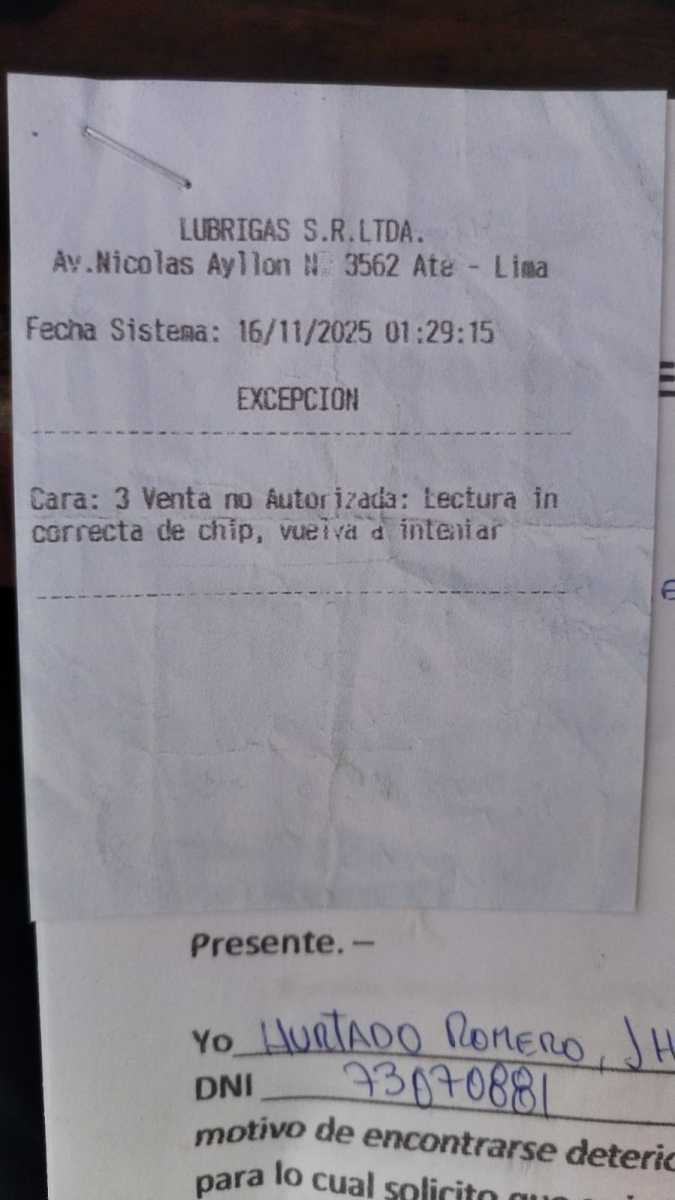 LUBRIGAS S.R.LTDA.
Av.Nicolas Ayllon N 3562 Ate - Lima
Fecha Sistema: 16/11/2025 01:29:15
EXCEPCION
Cara: 3 Venta no Autorizada: Lectura in
correcta de chip, vuelva a intentar
Presente. –
Yo HURTADO ROMERO, JH
DNI 73070881
motivo de encontrarse deterio
para lo cual solicito que